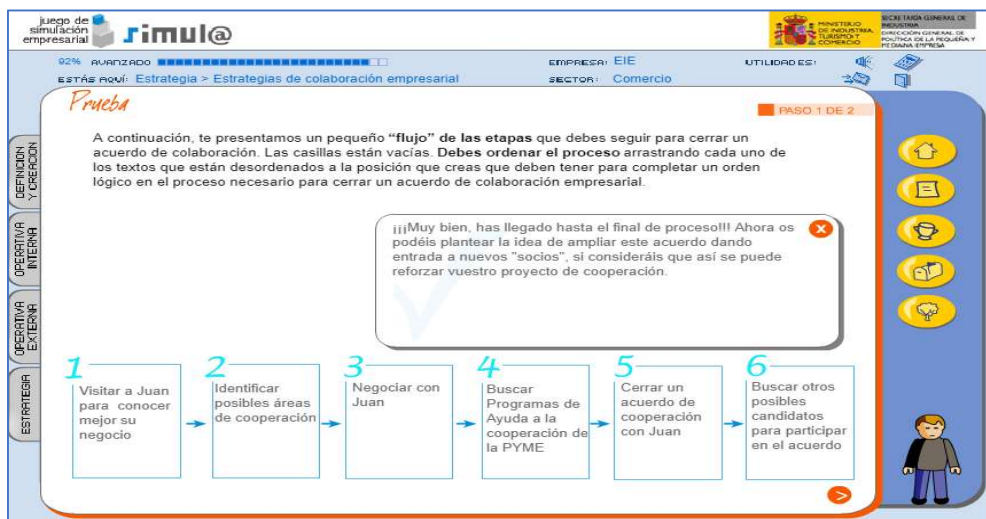 juego de
simulación
empresarial
simul@
MINISTERIO
DE INDUSTRIA,
TURISMO Y
COMERCIO
SECRETARÍA GENERAL DE
INDUSTRIA
DIRECCIÓN GENERAL DE
POLÍTICA DE LA PEQUEÑA Y
MEDIANA EMPRESA
92% AVANZADO
EMPRESA: EIE
UTILIDADES:
ESTÁS AQUÍ: Estrategia > Estrategias de colaboración empresarial
SECTOR: Comercio
Prueba
PASO 1 DE 2
A continuación, te presentamos un pequeño “flujo” de las etapas que debes seguir para cerrar un
acuerdo de colaboración. Las casillas están vacías. Debes ordenar el proceso arrastrando cada uno de
los textos que están desordenados a la posición que creas que deben tener para completar un orden
lógico en el proceso necesario para cerrar un acuerdo de colaboración empresarial.
DEFINICION
Y CREACION
OPERATIVA
INTERNA
OPERATIVA
EXTERNA
ESTRATEGIA
¡¡¡Muy bien, has llegado hasta el final de proceso!!! Ahora os
podéis plantear la idea de ampliar este acuerdo dando
entrada a nuevos "socios", si consideráis que así se puede
reforzar vuestro proyecto de cooperación.
X
1
Visitar a Juan
para conocer
mejor su
negocio
2
Identificar
posibles áreas
de cooperación
3
Negociar con
Juan
4
Buscar
Programas de
Ayuda a la
cooperación de
la PYME
5
Cerrar un
acuerdo de
cooperación
con Juan
6
Buscar otros
posibles
candidatos
para participar
en el acuerdo
>